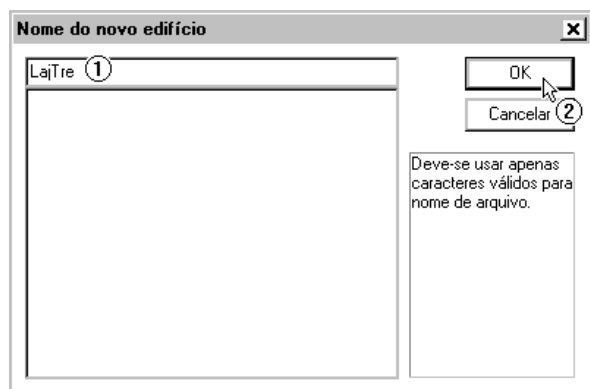 Nome do novo edifício
LajTre 1
OK
Cancelar 2
Deve-se usar apenas
caracteres válidos para
nome de arquivo.